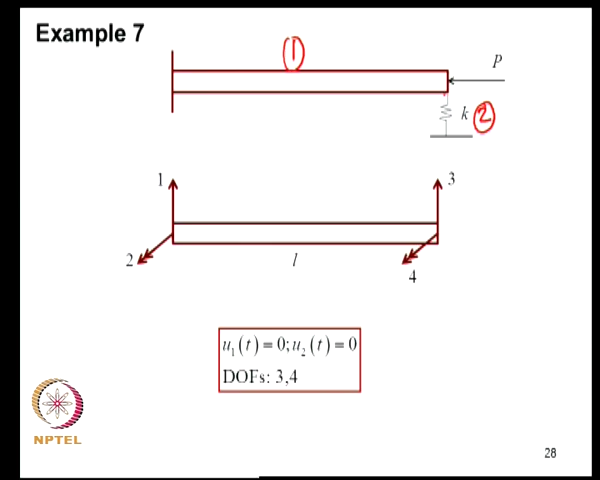 Example 7
①
P
k ②
1
3
2
l
4
u₁(t) = 0; u₂(t) = 0
DOFs: 3,4
NPTEL
28